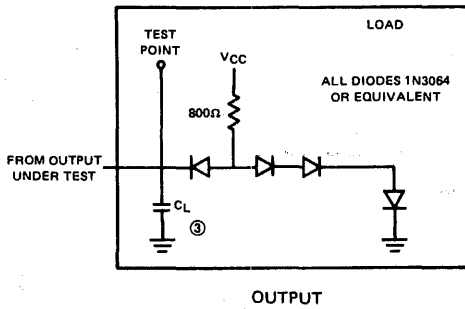 LOAD
TEST
POINT
VCC
ALL DIODES 1N3064
OR EQUIVALENT
800Ω
FROM OUTPUT
UNDER TEST
CL
③
OUTPUT